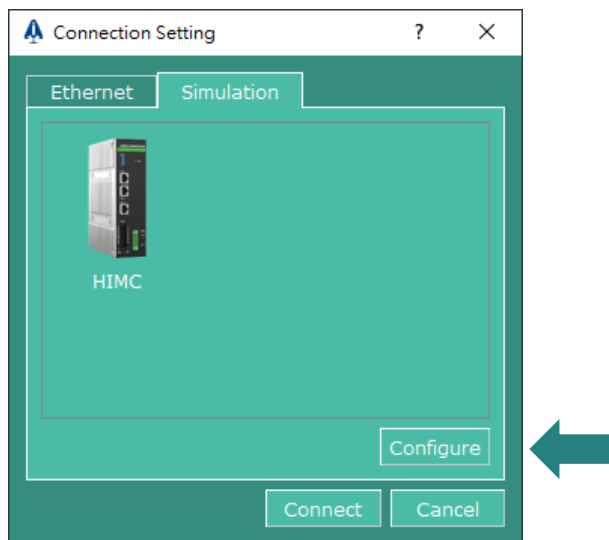 Connection Setting ? ×
Ethernet Simulation
HIMC
Configure
Connect Cancel